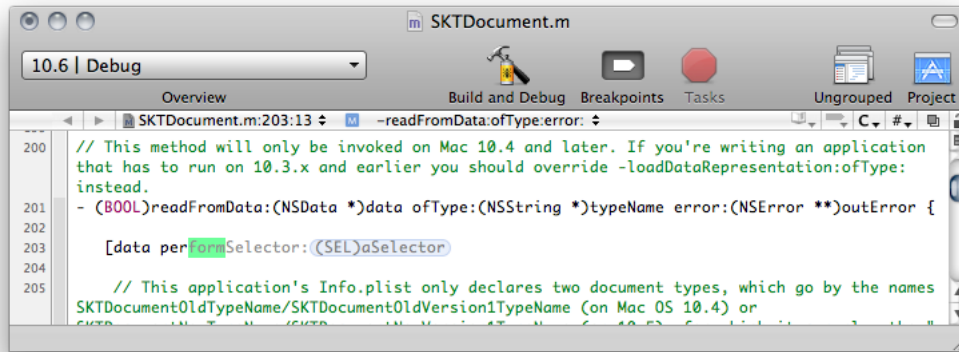 SKTDocument.m
10.6 | Debug
Overview
Build and Debug
Breakpoints
Tasks
Ungrouped
Project
SKTDocument.m:203:13
M
-readFromData:ofType:error:
C
#
200 // This method will only be invoked on Mac 10.4 and later. If you're writing an application
that has to run on 10.3.x and earlier you should override -loadDataRepresentation:ofType:
instead.
201 - (BOOL)readFromData:(NSData *)data ofType:(NSString *)typeName error:(NSError **)outError {
202
203 [data performSelector:(SEL)aSelector
204
205 // This application's Info.plist only declares two document types, which go by the names
SKTDocumentOldTypeName/SKTDocumentOldVersion1TypeName (on Mac OS 10.4) or